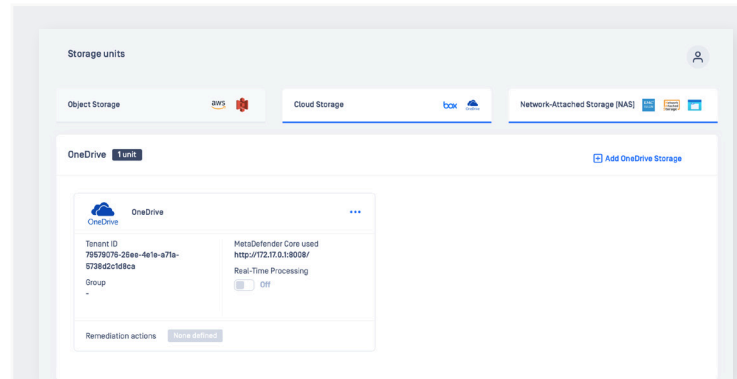 Storage units
Object Storage
aws
Cloud Storage
box
OneDrive
Network-Attached Storage (NAS)
OneDrive
1 unit
Add OneDrive Storage
OneDrive
OneDrive
Tenant ID
79579076-26ee-4e1e-a71a-
5738d2c1d8ca
Group
-
MetaDefender Core used
http://172.17.0.1:8008/
Real-Time Processing
Off
Remediation actions
None defined